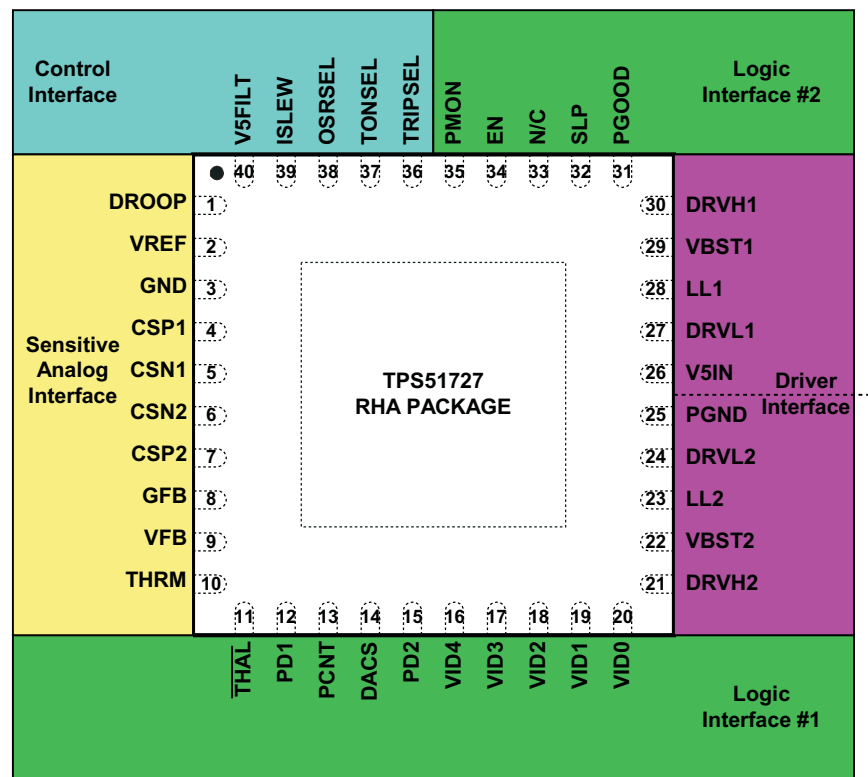 Control
Interface
V5FILT
ISLEW
OSRSEL
TONSEL
TRIPSEL
PMON
EN
N/C
SLP
PGOOD
Logic
Interface #2
40
39
38
37
36
35
34
33
32
31
Sensitive
Analog
Interface
DROOP 1
VREF 2
GND 3
CSP1 4
CSN1 5
CSN2 6
CSP2 7
GFB 8
VFB 9
THRM 10
TPS51727
RHA PACKAGE
30 DRVH1
29 VBST1
28 LL1
27 DRVL1
26 V5IN
25 PGND
24 DRVL2
23 LL2
22 VBST2
21 DRVH2
Driver
Interface
11
12
13
14
15
16
17
18
19
20
THAL
PD1
PCNT
DACS
PD2
VID4
VID3
VID2
VID1
VID0
Logic
Interface #1